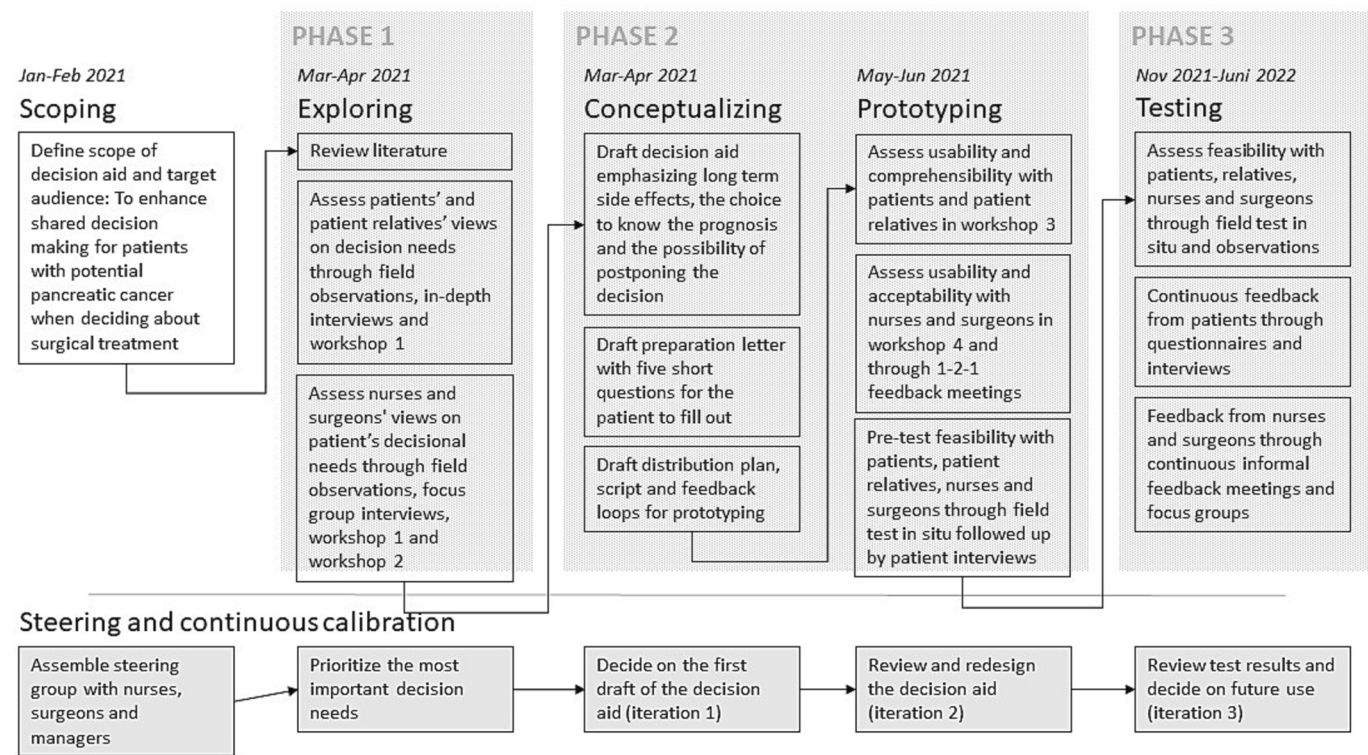 PHASE 1
PHASE 2
PHASE 3
Jan-Feb 2021
Scoping
Define scope of
decision aid and target
audience: To enhance
shared decision
making for patients
with potential
pancreatic cancer
when deciding about
surgical treatment
Mar-Apr 2021
Exploring
Review literature
Assess patients' and
patient relatives' views
on decision needs
through field
observations, in-depth
interviews and
workshop 1
Assess nurses and
surgeons' views on
patient's decisional
needs through field
observations, focus
group interviews,
workshop 1 and
workshop 2
Mar-Apr 2021
Conceptualizing
Draft decision aid
emphasizing long term
side effects, the choice
to know the prognosis
and the possibility of
postponing the
decision
Draft preparation letter
with five short
questions for the
patient to fill out
Draft distribution plan,
script and feedback
loops for prototyping
May-Jun 2021
Prototyping
Assess usability and
comprehensibility with
patients and patient
relatives in workshop 3
Assess usability and
acceptability with
nurses and surgeons in
workshop 4 and
through 1-2-1
feedback meetings
Pre-test feasibility with
patients, patient
relatives, nurses and
surgeons through field
test in situ followed up
by patient interviews
Nov 2021-Juni 2022
Testing
Assess feasibility with
patients, relatives,
nurses and surgeons
through field test in
situ and observations
Continuous feedback
from patients through
questionnaires and
interviews
Feedback from nurses
and surgeons through
continuous informal
feedback meetings and
focus groups
Steering and continuous calibration
Assemble steering
group with nurses,
surgeons and
managers
Prioritize the most
important decision
needs
Decide on the first
draft of the decision
aid (iteration 1)
Review and redesign
the decision aid
(iteration 2)
Review test results and
decide on future use
(iteration 3)